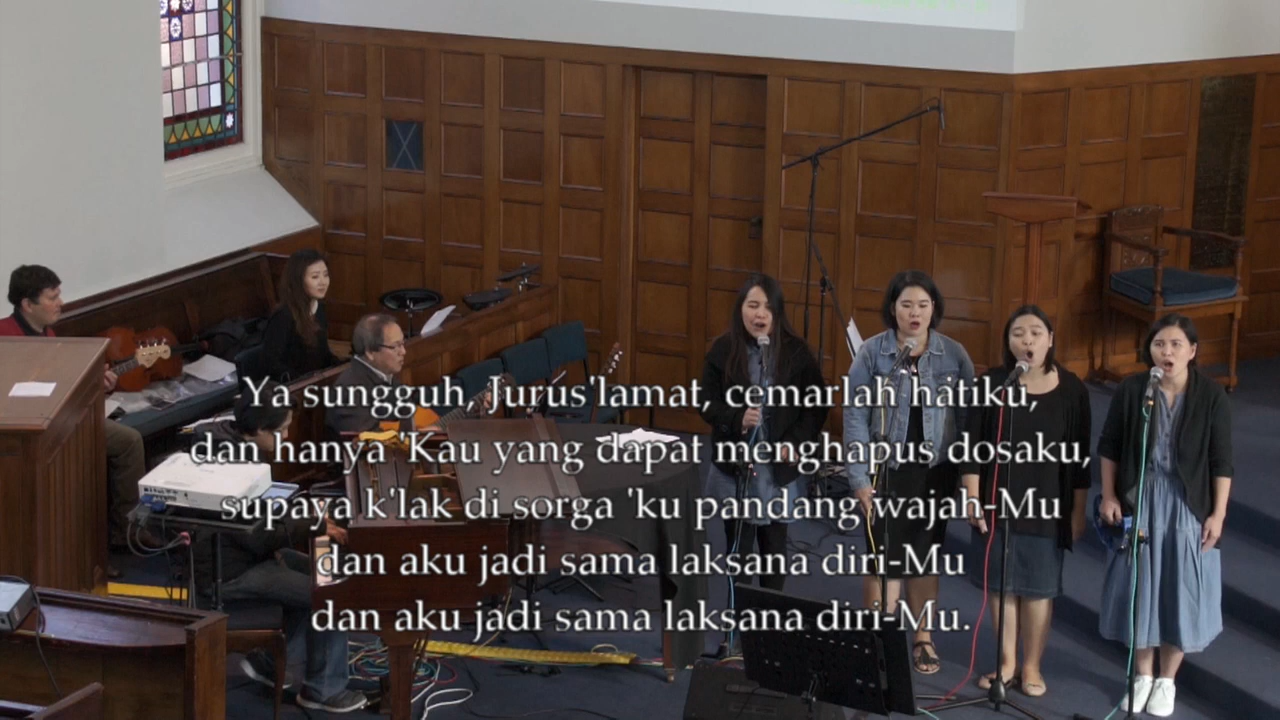 Ya sungguh, Jurus'lamat, cemarlah hatiku,
dan hanya 'Kau yang dapat menghapus dosaku,
supaya k'lak di sorga 'ku pandang wajah-Mu
dan aku jadi sama laksana diri-Mu
dan aku jadi sama laksana diri-Mu.